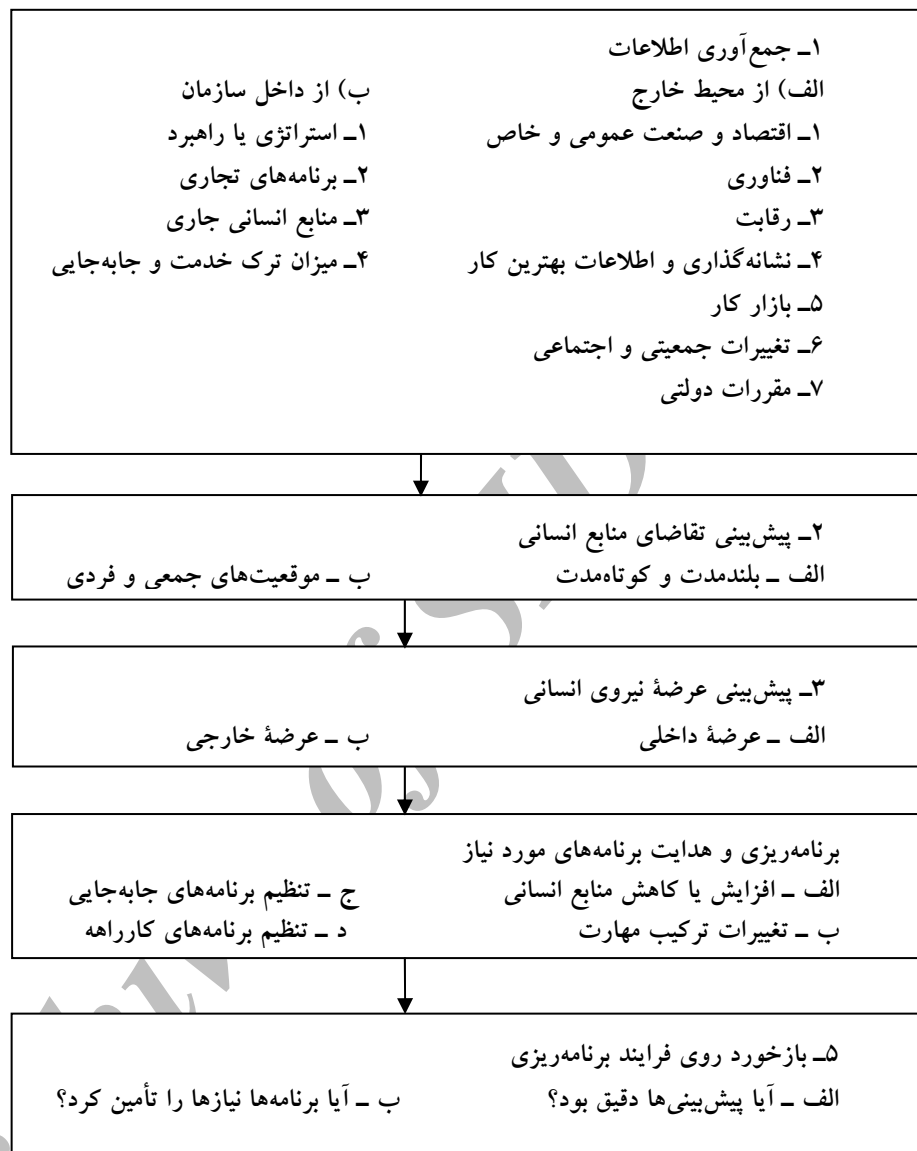 ۱ـ جمع‌آوری اطلاعات
الف) از محیط خارج ب) از داخل سازمان
۱ـ اقتصاد و صنعت عمومی و خاص ۱ـ استراتژی یا راهبرد
۲ـ فناوری ۲ـ برنامه‌های تجاری
۳ـ رقابت ۳ـ منابع انسانی جاری
۴ـ نشانه‌گذاری و اطلاعات بهترین کار ۴ـ میزان ترک خدمت و جابه‌جایی
۵ـ بازار کار
۶ـ تغییرات جمعیتی و اجتماعی
۷ـ مقررات دولتی
۲ـ پیش‌بینی تقاضای منابع انسانی
الف ـ بلندمدت و کوتاه‌مدت ب ـ موقعیت‌های جمعی و فردی
۳ـ پیش‌بینی عرضهٔ نیروی انسانی
الف ـ عرضهٔ داخلی ب ـ عرضهٔ خارجی
برنامه‌ریزی و هدایت برنامه‌های مورد نیاز
الف ـ افزایش یا کاهش منابع انسانی ج ـ تنظیم برنامه‌های جابه‌جایی
ب ـ تغییرات ترکیب مهارت د ـ تنظیم برنامه‌های کارراهه
۵ـ بازخورد روی فرایند برنامه‌ریزی
الف ـ آیا پیش‌بینی‌ها دقیق بود؟ ب ـ آیا برنامه‌ها نیازها را تأمین کرد؟